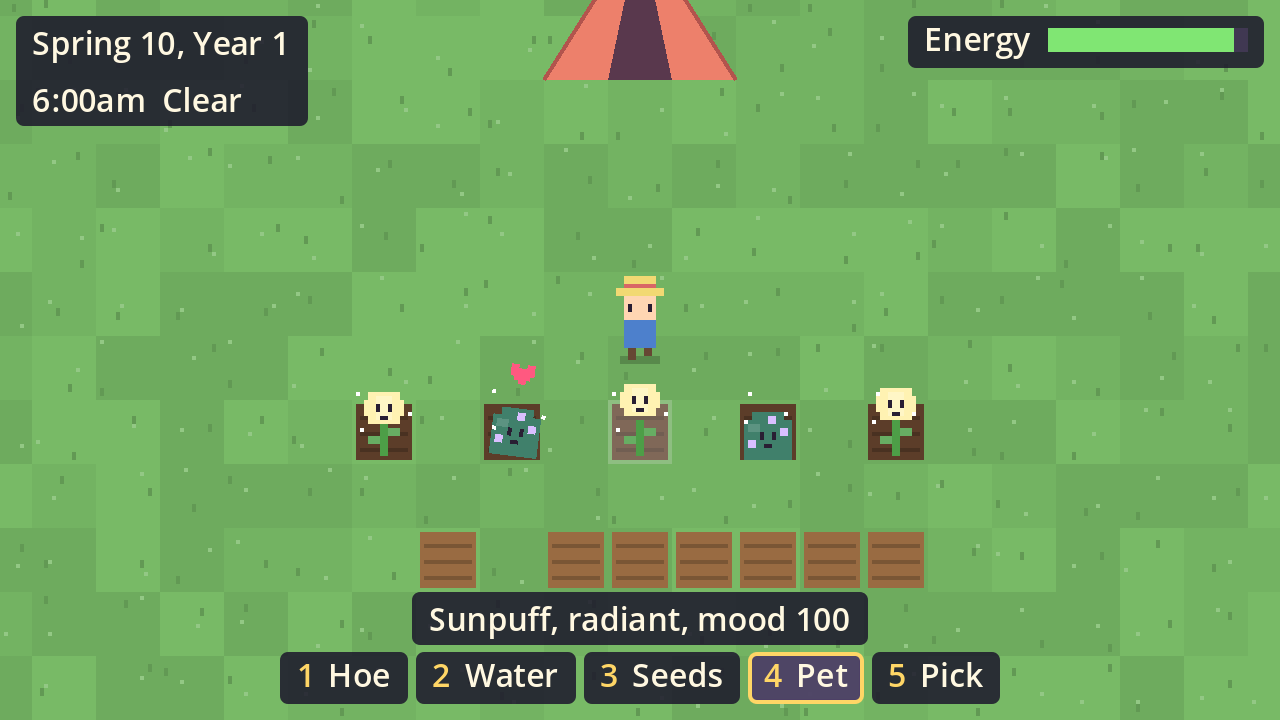 Spring 10, Year 1
6:00am Clear
Energy
Sunpuff, radiant, mood 100
1 Hoe
2 Water
3 Seeds
4 Pet
5 Pick